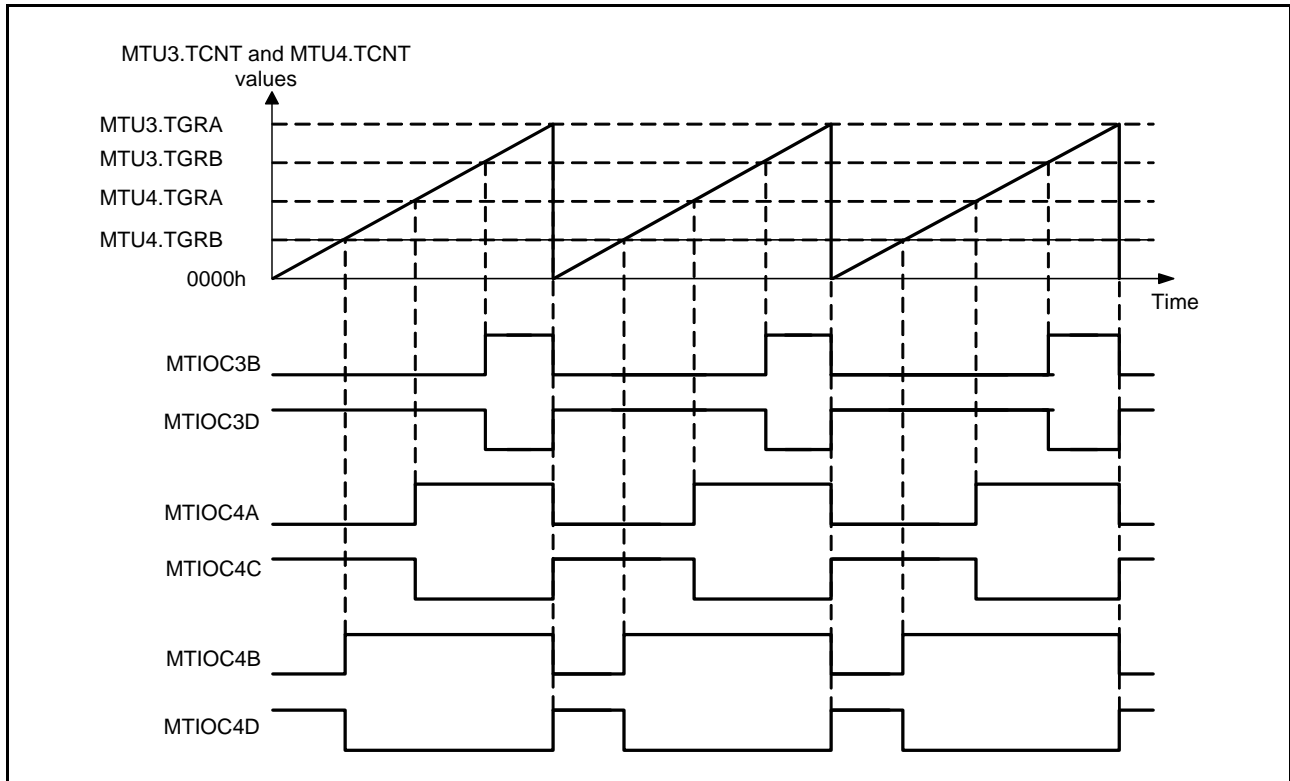 MTU3.TCNT and MTU4.TCNT
values
MTU3.TGRA
MTU3.TGRB
MTU4.TGRA
MTU4.TGRB
0000h
Time
MTIOC3B
MTIOC3D
MTIOC4A
MTIOC4C
MTIOC4B
MTIOC4D